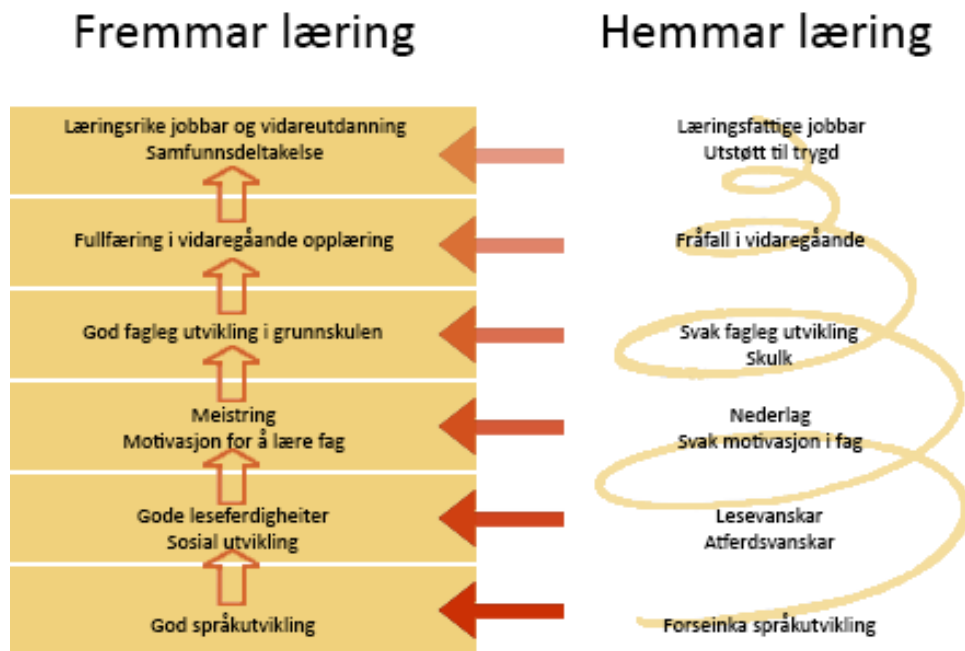 Fremmar læring
Hemmar læring
Læringsrike jobbar og vidareutdanning
Samfunnsdeltakelse
Læringsfattige jobbar
Utstøtt til trygd
Fullføring i vidaregåande opplæring
Fråfall i vidaregåande
God fagleg utvikling i grunnskulen
Svak fagleg utvikling
Skulk
Meistring
Motivasjon for å lære fag
Nederlag
Svak motivasjon i fag
Gode leseferdigheiter
Sosial utvikling
Lesevanskar
Atferdsvanskar
God språkutvikling
Forseinka språkutvikling